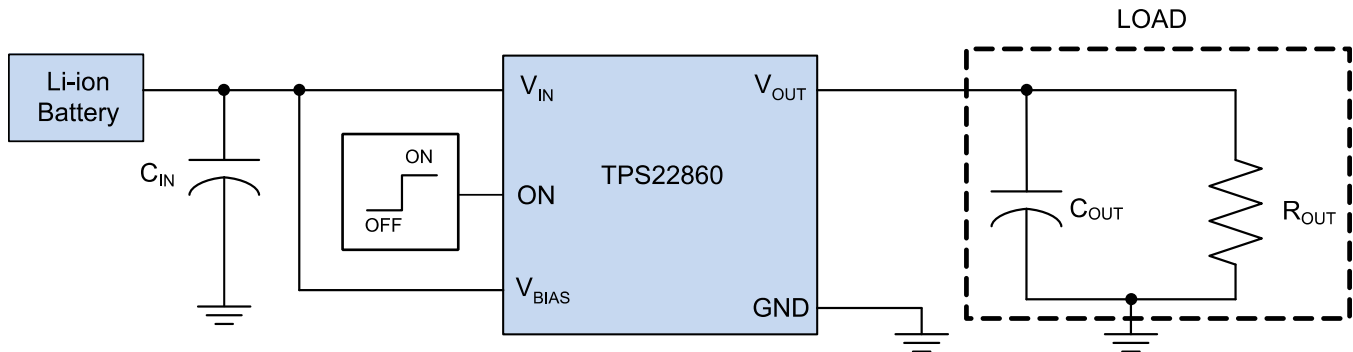 LOAD
Li-ion
Battery
V_IN
V_OUT
C_IN
ON
OFF
ON
TPS22860
C_OUT
R_OUT
V_BIAS
GND